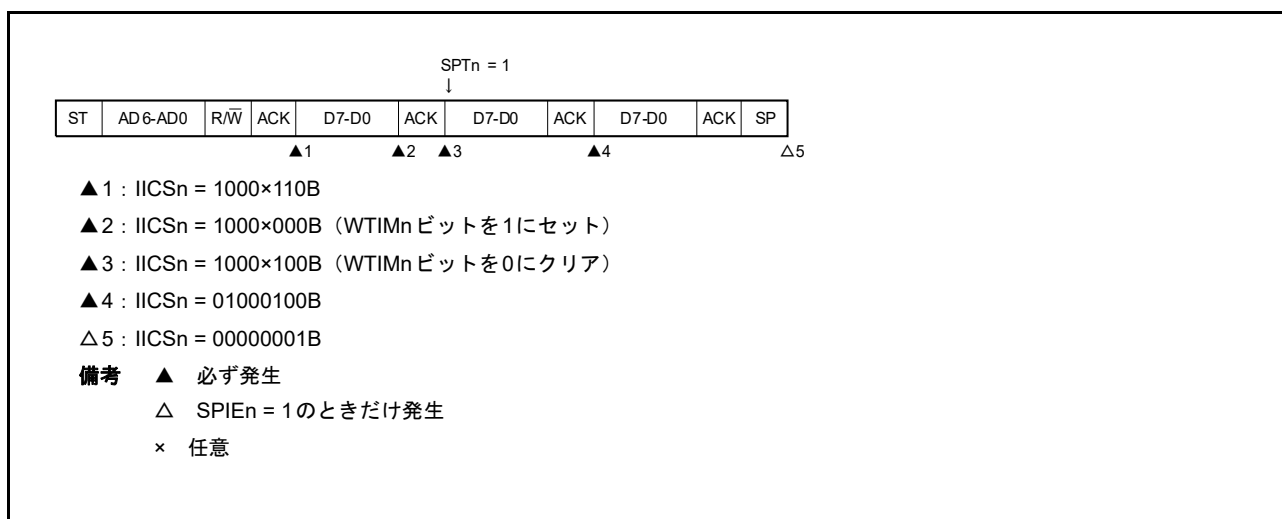 SPTn = 1
↓
ST AD6-AD0 R/W̅ ACK D7-D0 ACK D7-D0 ACK D7-D0 ACK SP
▲1 ▲2 ▲3 ▲4 △5
▲1：IICSn = 1000×110B
▲2：IICSn = 1000×000B（WTIMnビットを1にセット）
▲3：IICSn = 1000×100B（WTIMnビットを0にクリア）
▲4：IICSn = 01000100B
△5：IICSn = 00000001B
備考 ▲ 必ず発生
△ SPIEn = 1のときだけ発生
× 任意